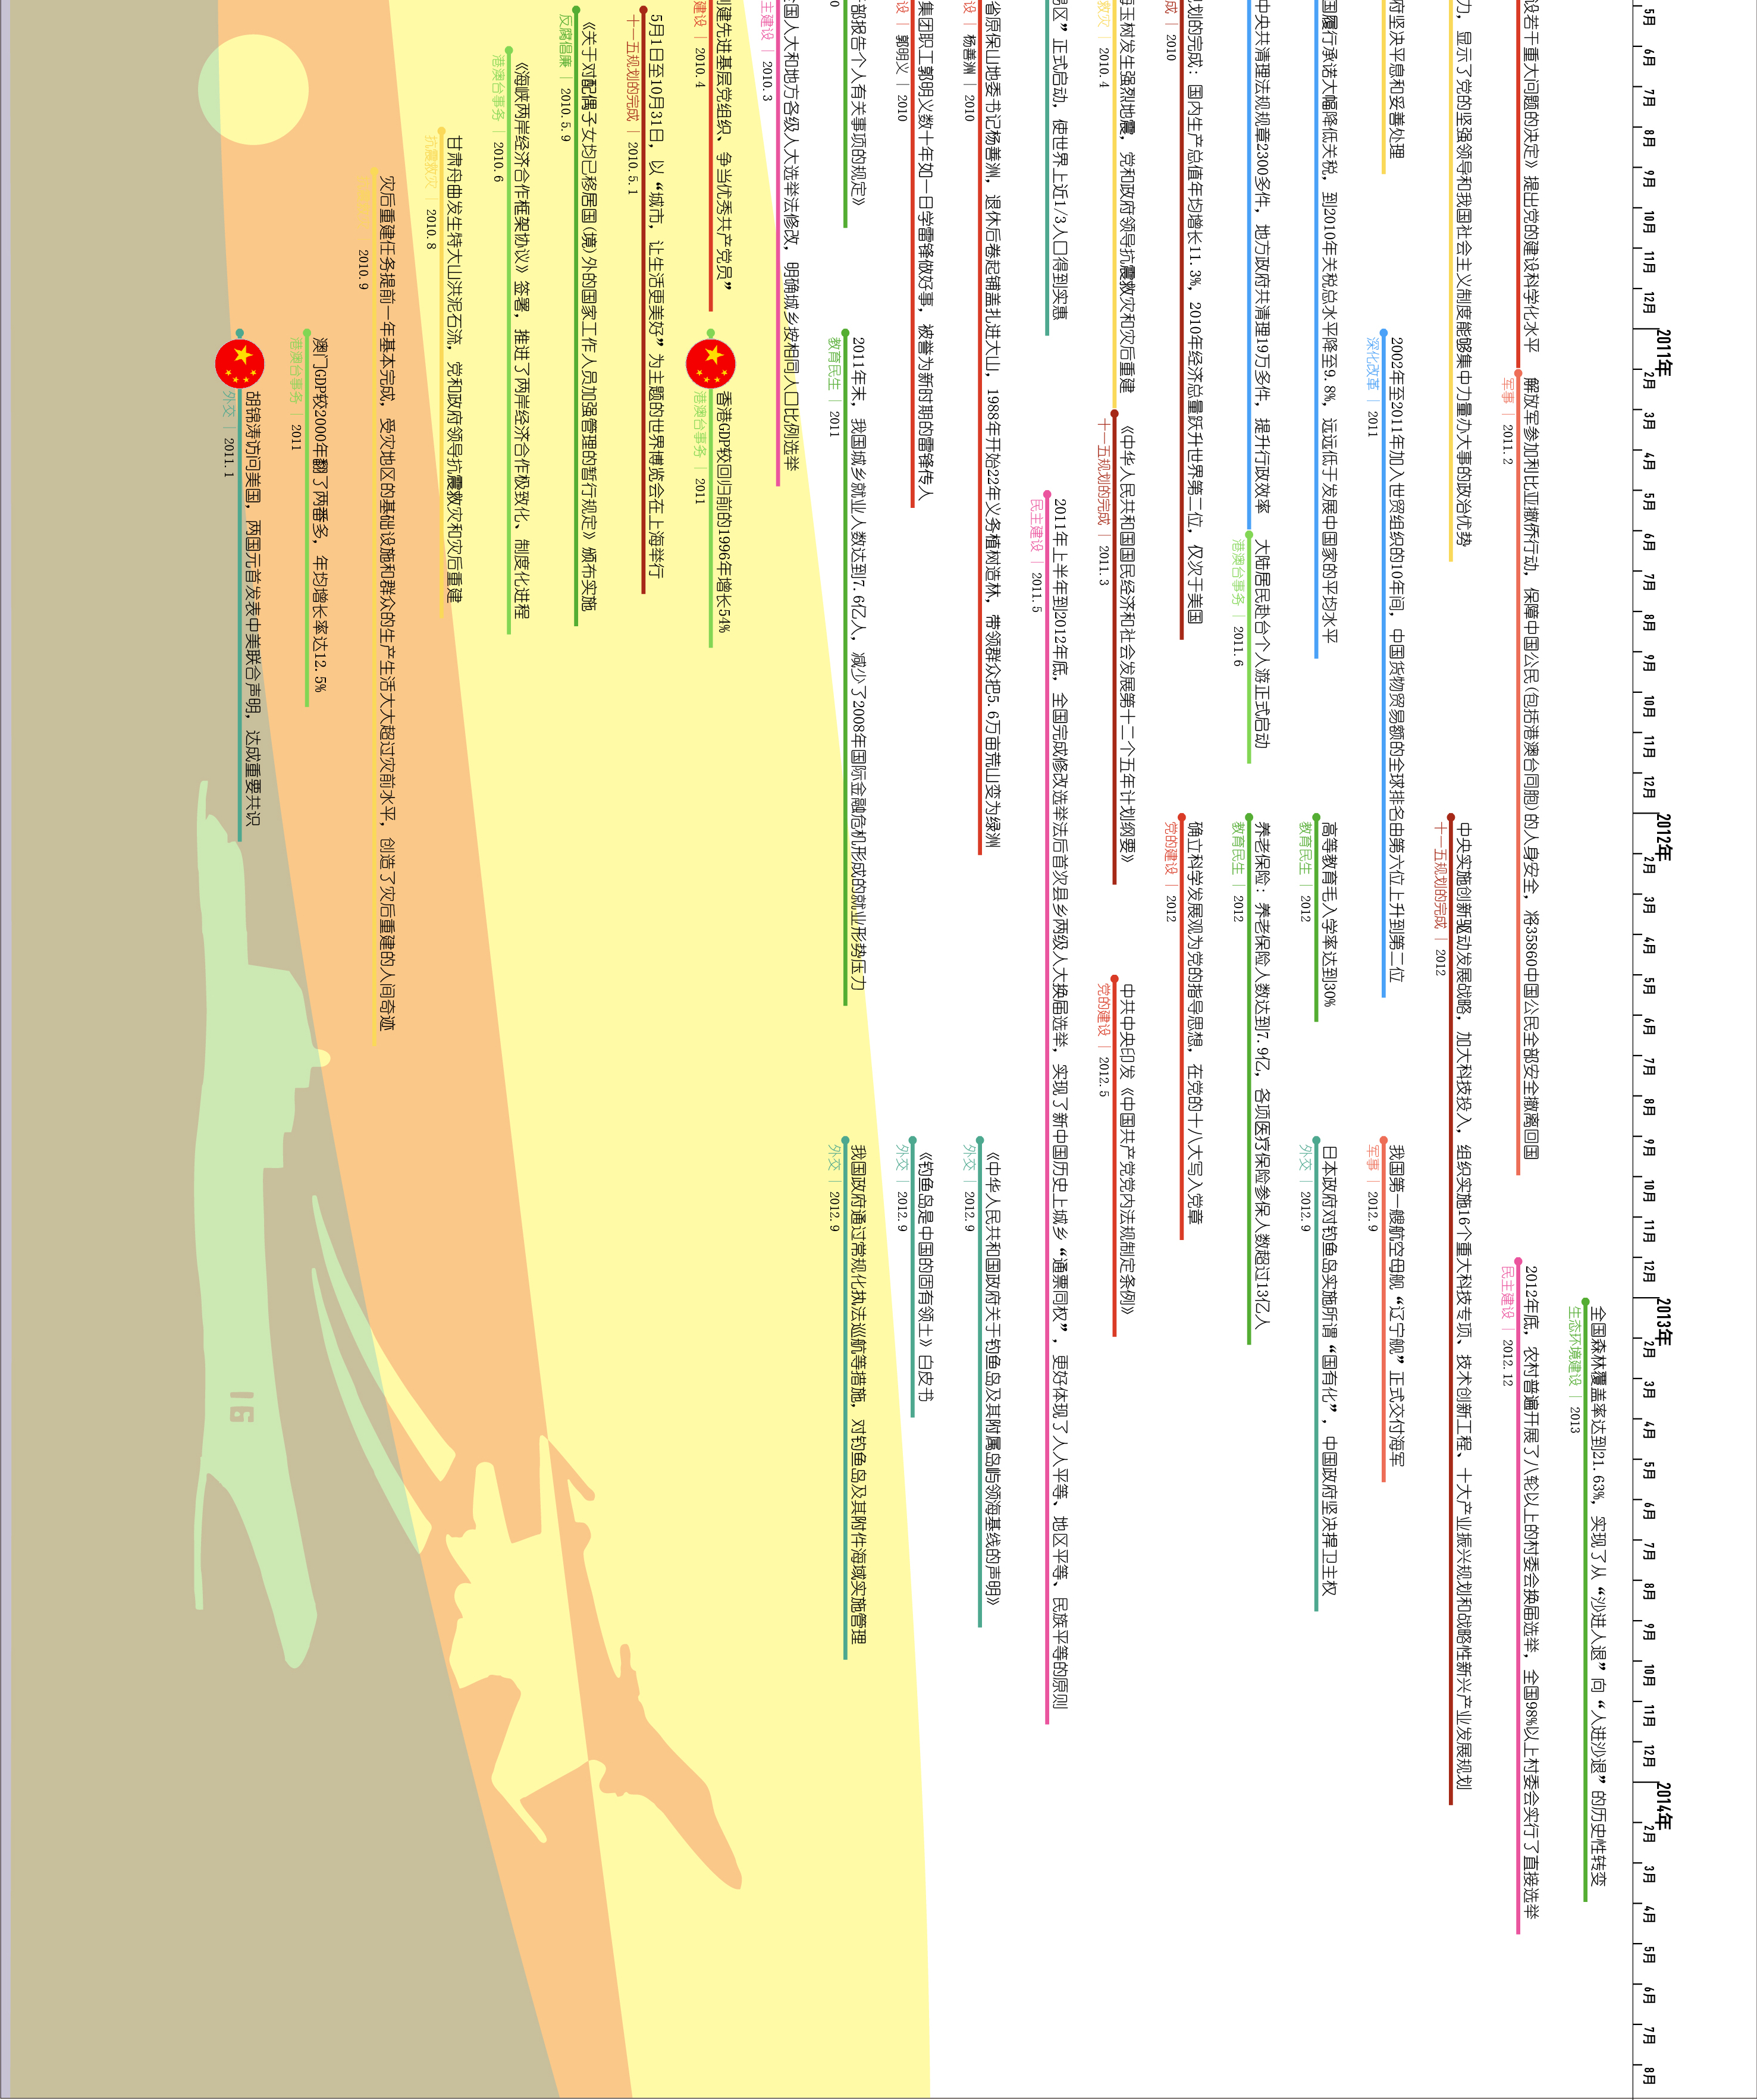 5月 6月 7月 8月 9月 10月 11月 12月 2011年 2月 3月 4月 5月 6月 7月 8月 9月 10月 11月 12月 2012年 2月 3月 4月 5月 6月 7月 8月 9月 10月 11月 12月 2013年 2月 3月 4月 5月 6月 7月 8月 9月 10月 11月 12月 2014年 2月 3月 4月 5月 6月 7月 8月
全国森林覆盖率达到21.63%，实现了从“沙进人退”向“人进沙退”的历史性转变
生态环境建设 | 2013
设若干重大问题的决定》提出党的建设科学化水平
解放军参加利比亚撤侨行动，保障中国公民(包括港澳台同胞)的人身安全，将35860中国公民全部安全撤离回国
军事 | 2011.2
2012年底，农村普遍开展了八轮以上的村委会换届选举，全国98%以上村委会实行了直接选举
民主建设 | 2012.12
力，显示了党的坚强领导和我国社会主义制度能够集中力量办大事的政治优势
中央实施创新驱动发展战略，加大科技投入，组织实施16个重大科技专项、技术创新工程、十大产业振兴规划和战略性新兴产业发展规划
十一五规划的完成 | 2012
府坚决平息和妥善处理
2002年至2011年加入世贸组织的10年间，中国货物贸易额的全球排名由第六位上升到第二位
深化改革 | 2011
我国第一艘航空母舰“辽宁舰”正式交付海军
军事 | 2012.9
国履行承诺大幅降低关税，到2010年关税总水平降至9.8%，远远低于发展中国家的平均水平
高等教育毛入学率达到30%
教育民生 | 2012
日本政府对钓鱼岛实施所谓“国有化”，中国政府坚决捍卫主权
外交 | 2012.9
中央共清理法规规章2300多件，地方政府共清理19万多件，提升行政效率
大陆居民赴台个人游正式启动
港澳台事务 | 2011.6
养老保险：养老保险人数达到7.9亿，各项医疗保险参保人数超过13亿人
教育民生 | 2012
划的完成：国内生产总值年均增长11.3%，2010年经济总量跃升世界第二位，仅次于美国
成 | 2010
确立科学发展观为党的指导思想，在党的十八大写入党章
党的建设 | 2012
海玉树发生强烈地震，党和政府领导抗震救灾和灾后重建
救灾 | 2010.4
《中华人民共和国国民经济和社会发展第十二个五年计划纲要》
十一五规划的完成 | 2011.3
中共中央印发《中国共产党党内法规制定条例》
党的建设 | 2012.5
易区”正式启动，使世界上近1/3人口得到实惠
2011年上半年到2012年底，全国完成修改选举法后首次县乡两级人大换届选举，实现了新中国历史上城乡“通票同权”，更好体现了人人平等、地区平等、民族平等的原则
民主建设 | 2011.5
省原保山地委书记杨善洲，退休后卷起铺盖扎进大山，1988年开始22年义务植树造林，带领群众把5.6万亩荒山变为绿洲
设 | 杨善洲 | 2010
《中华人民共和国政府关于钓鱼岛及其附属岛屿领海基线的声明》
外交 | 2012.9
集团职工郭明义数十年如一日学雷锋做好事，被誉为新时期的雷锋传人
设 | 郭明义 | 2010
《钓鱼岛是中国的固有领土》白皮书
外交 | 2012.9
部报告个人有关事项的规定》
0
2011年末，我国城乡就业人数达到7.6亿人，减少了2008年国际金融危机形成的就业形势压力
教育民生 | 2011
我国政府通过常规化执法巡航等措施，对钓鱼岛及其附件海域实施管理
外交 | 2012.9
全国人大和地方各级人大选举法修改，明确城乡按相同人口比例选举
主建设 | 2010.3
创建先进基层党组织、争当优秀共产党员”
建设 | 2010.4
香港GDP较回归前的1996年增长54%
港澳台事务 | 2011
5月1日至10月31日，以“城市，让生活更美好”为主题的世界博览会在上海举行
十一五规划的完成 | 2010.5.1
《关于对配偶子女均已移居国(境)外的国家工作人员加强管理的暂行规定》颁布实施
反腐倡廉 | 2010.5.9
《海峡两岸经济合作框架协议》签署，推进了两岸经济合作极致化、制度化进程
港澳台事务 | 2010.6
甘肃舟曲发生特大山洪泥石流，党和政府领导抗震救灾和灾后重建
抗震救灾 | 2010.8
灾后重建任务提前一年基本完成，受灾地区的基础设施和群众的生产生活大大超过灾前水平，创造了灾后重建的人间奇迹
2010.9
澳门GDP较2000年翻了两番多，年均增长率达12.5%
港澳台事务 | 2011
胡锦涛访问美国，两国元首发表中美联合声明，达成重要共识
外交 | 2011.1
16